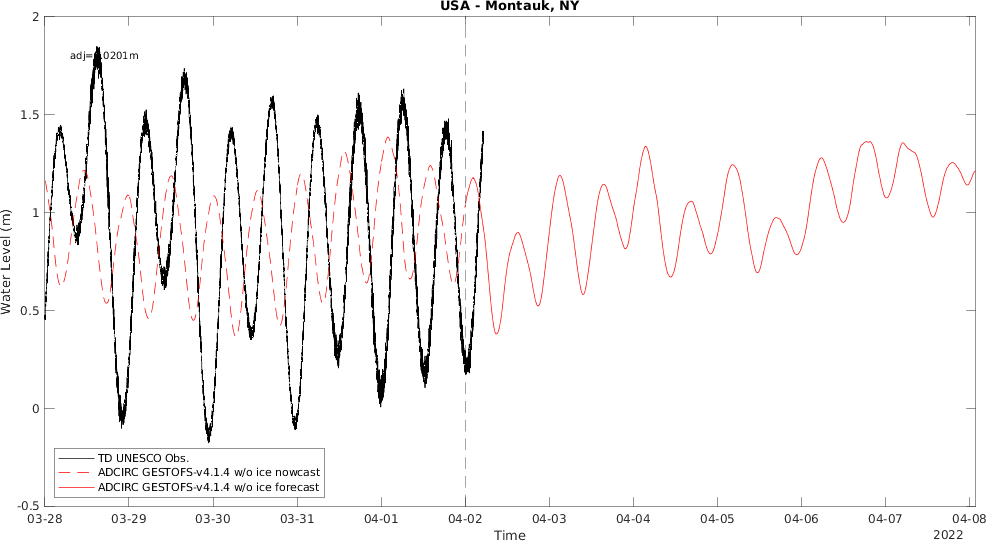 USA - Montauk, NY
2
1.5
1
0.5
0
-0.5
Water Level (m)
TD UNESCO Obs.
ADCIRC GESTOFS-v4.1.4 w/o ice nowcast
ADCIRC GESTOFS-v4.1.4 w/o ice forecast
03-28 03-29 03-30 03-31 04-01 04-02 04-03 04-04 04-05 04-06 04-07 04-08
Time
2022